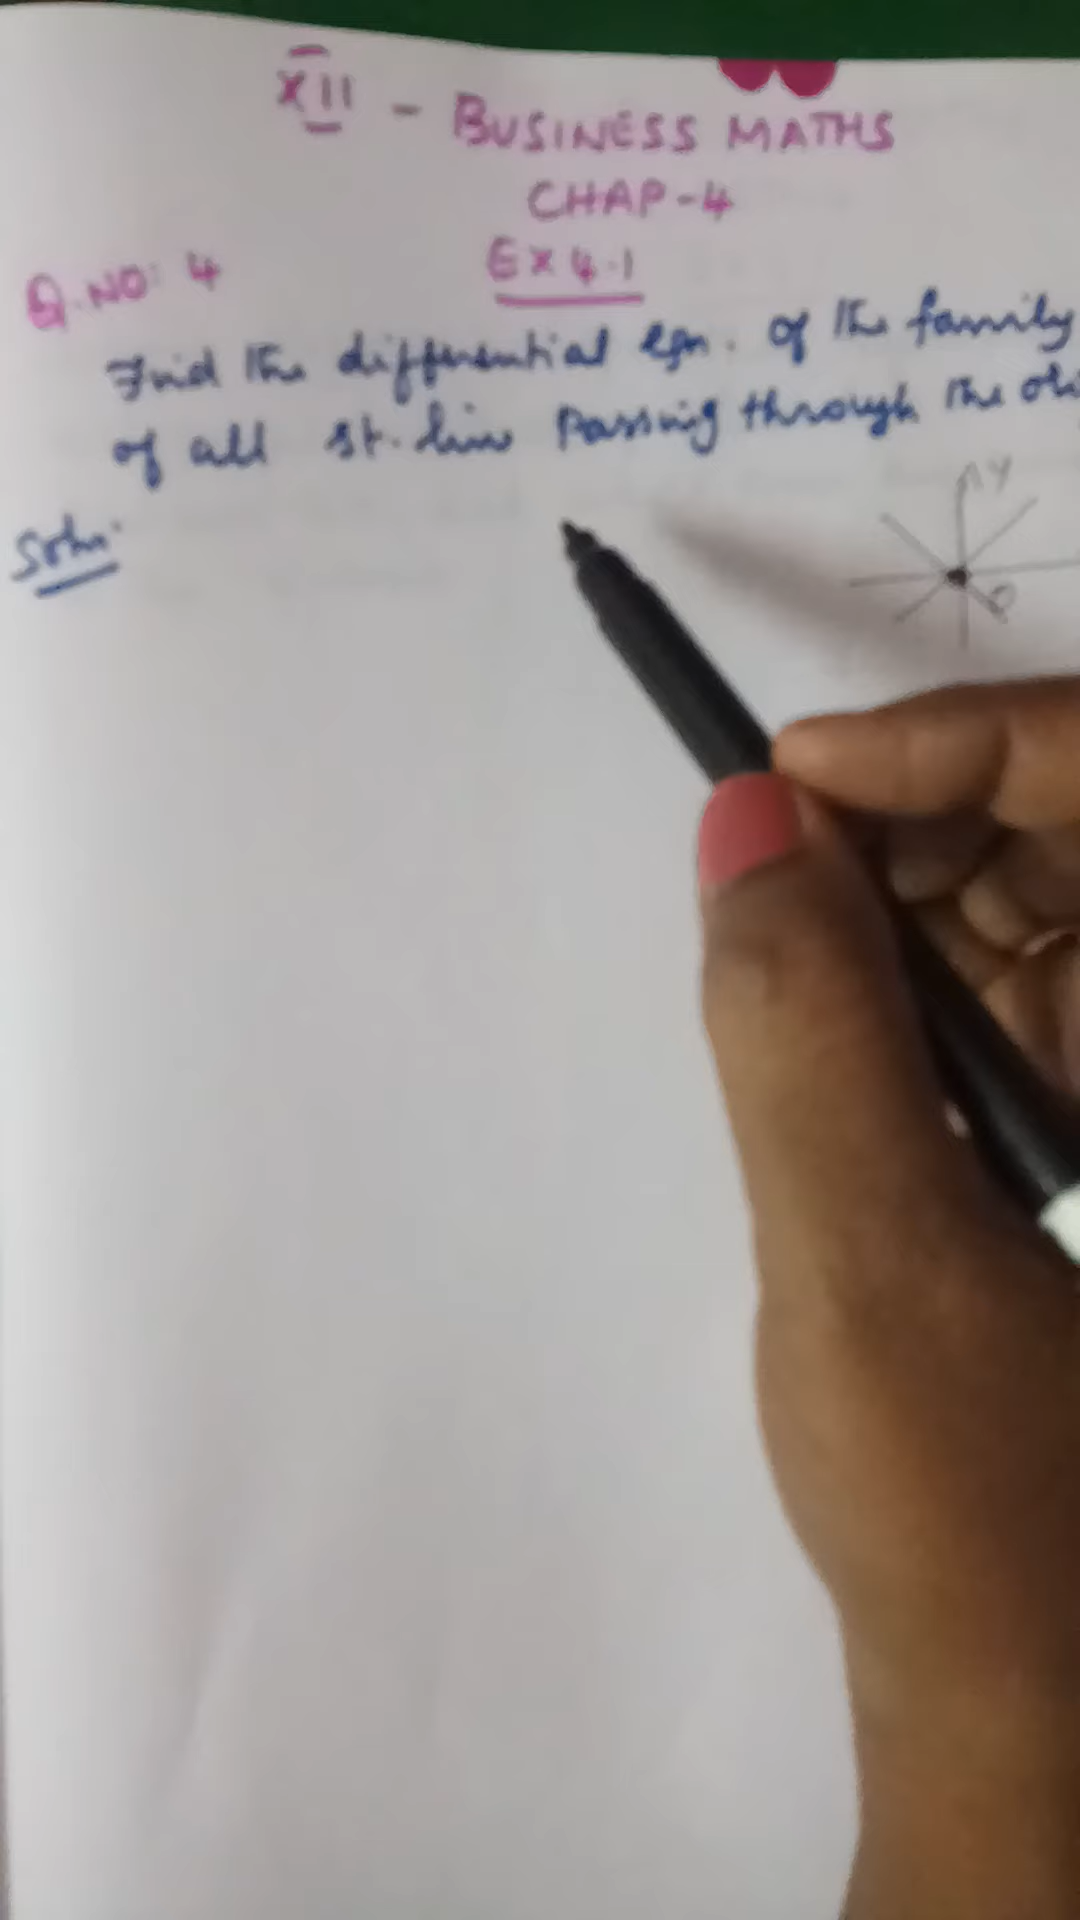 XII - BUSINESS MATHS
CHAP-4
EX 4.1
Q.NO: 4
Find the differential eqn. of the family
of all st. line passing through the
Soln.
Y
O